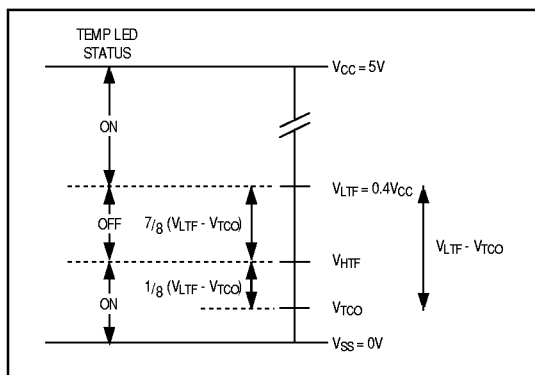 TEMP LED
STATUS
VCC = 5V
ON
VLTF = 0.4VCC
OFF
7/8 (VLTF - VTCO)
VLTF - VTCO
VHTF
1/8 (VLTF - VTCO)
ON
VTCO
VSS = 0V